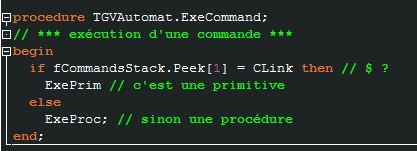 procedure TGVAutomat.ExeCommand;
// *** exécution d'une commande ***
begin
if fCommandsStack.Peek[1] = CLink then // $ ?
ExePrim // c'est une primitive
else
ExeProc; // sinon une procédure
end;